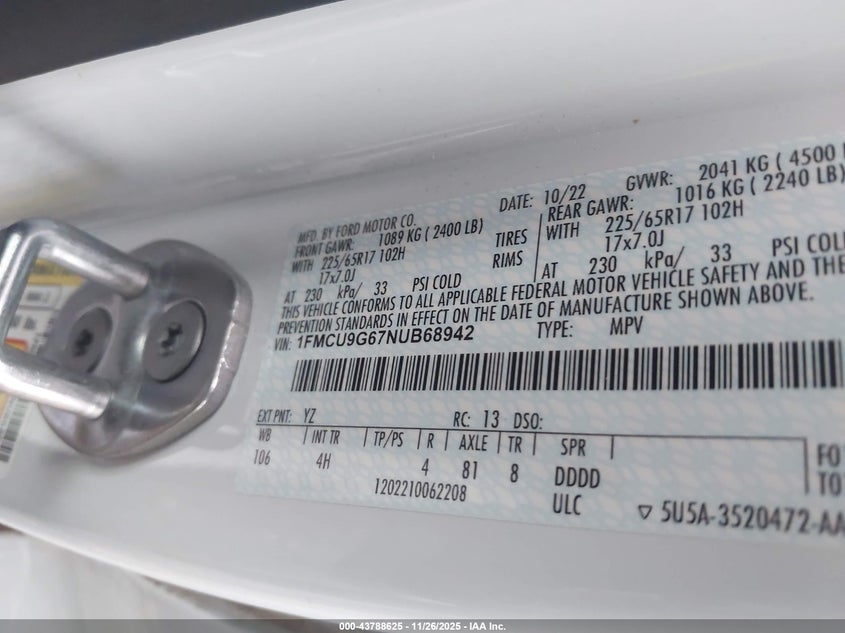 MFD. BY FORD MOTOR CO. DATE: 10/22 GVWR: 2041 KG ( 4500
FRONT GAWR: 1089 KG ( 2400 LB) REAR GAWR: 1016 KG ( 2240 LB)
WITH 225/65R17 102H TIRES WITH 225/65R17 102H
17x7.0J RIMS 17x7.0J
AT 230 kPa/ 33 PSI COLD AT 230 kPa/ 33 PSI COLD
THIS VEHICLE CONFORMS TO ALL APPLICABLE FEDERAL MOTOR VEHICLE SAFETY AND THE
PREVENTION STANDARDS IN EFFECT ON THE DATE OF MANUFACTURE SHOWN ABOVE.
VIN: 1FMCU9G67NUB68942 TYPE: MPV
EXT PNT: YZ RC: 13 DSO:
WB INT TR TP/PS R AXLE TR SPR
106 4H 4 81 8 DDDD
1202210062208 ULC
5U5A-3520472-AA
000-43788625 - 11/26/2025 - IAA Inc.